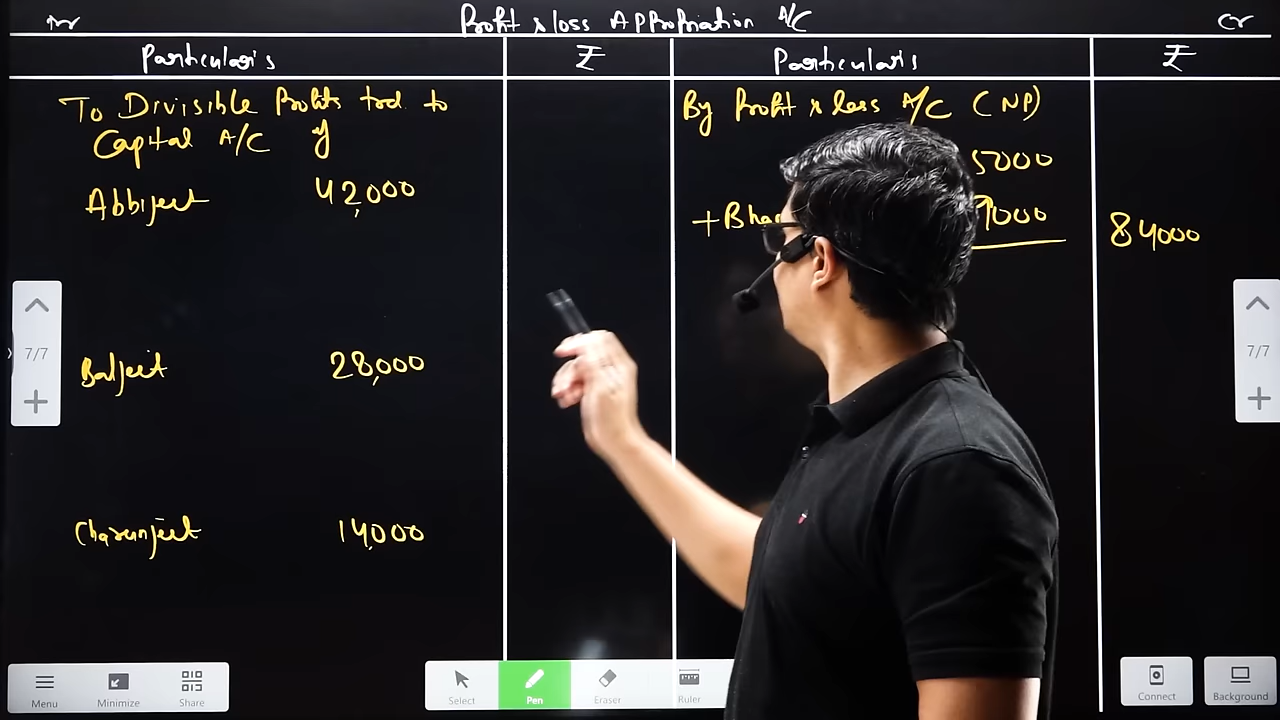 Dr Profit & loss Appropriation A/C Cr
Particulars ₹ Particulars ₹
To Divisible Profits trd to
Capital A/C of
Abhijeet 42,000
Baljeet 28,000
Charanjeet 14,000
By Profit & loss A/C (NP)
5000
+ Bha 9000 84000
7/7
7/7
Menu
Minimize
Share
Select
Pen
Eraser
Ruler
Connect
Background